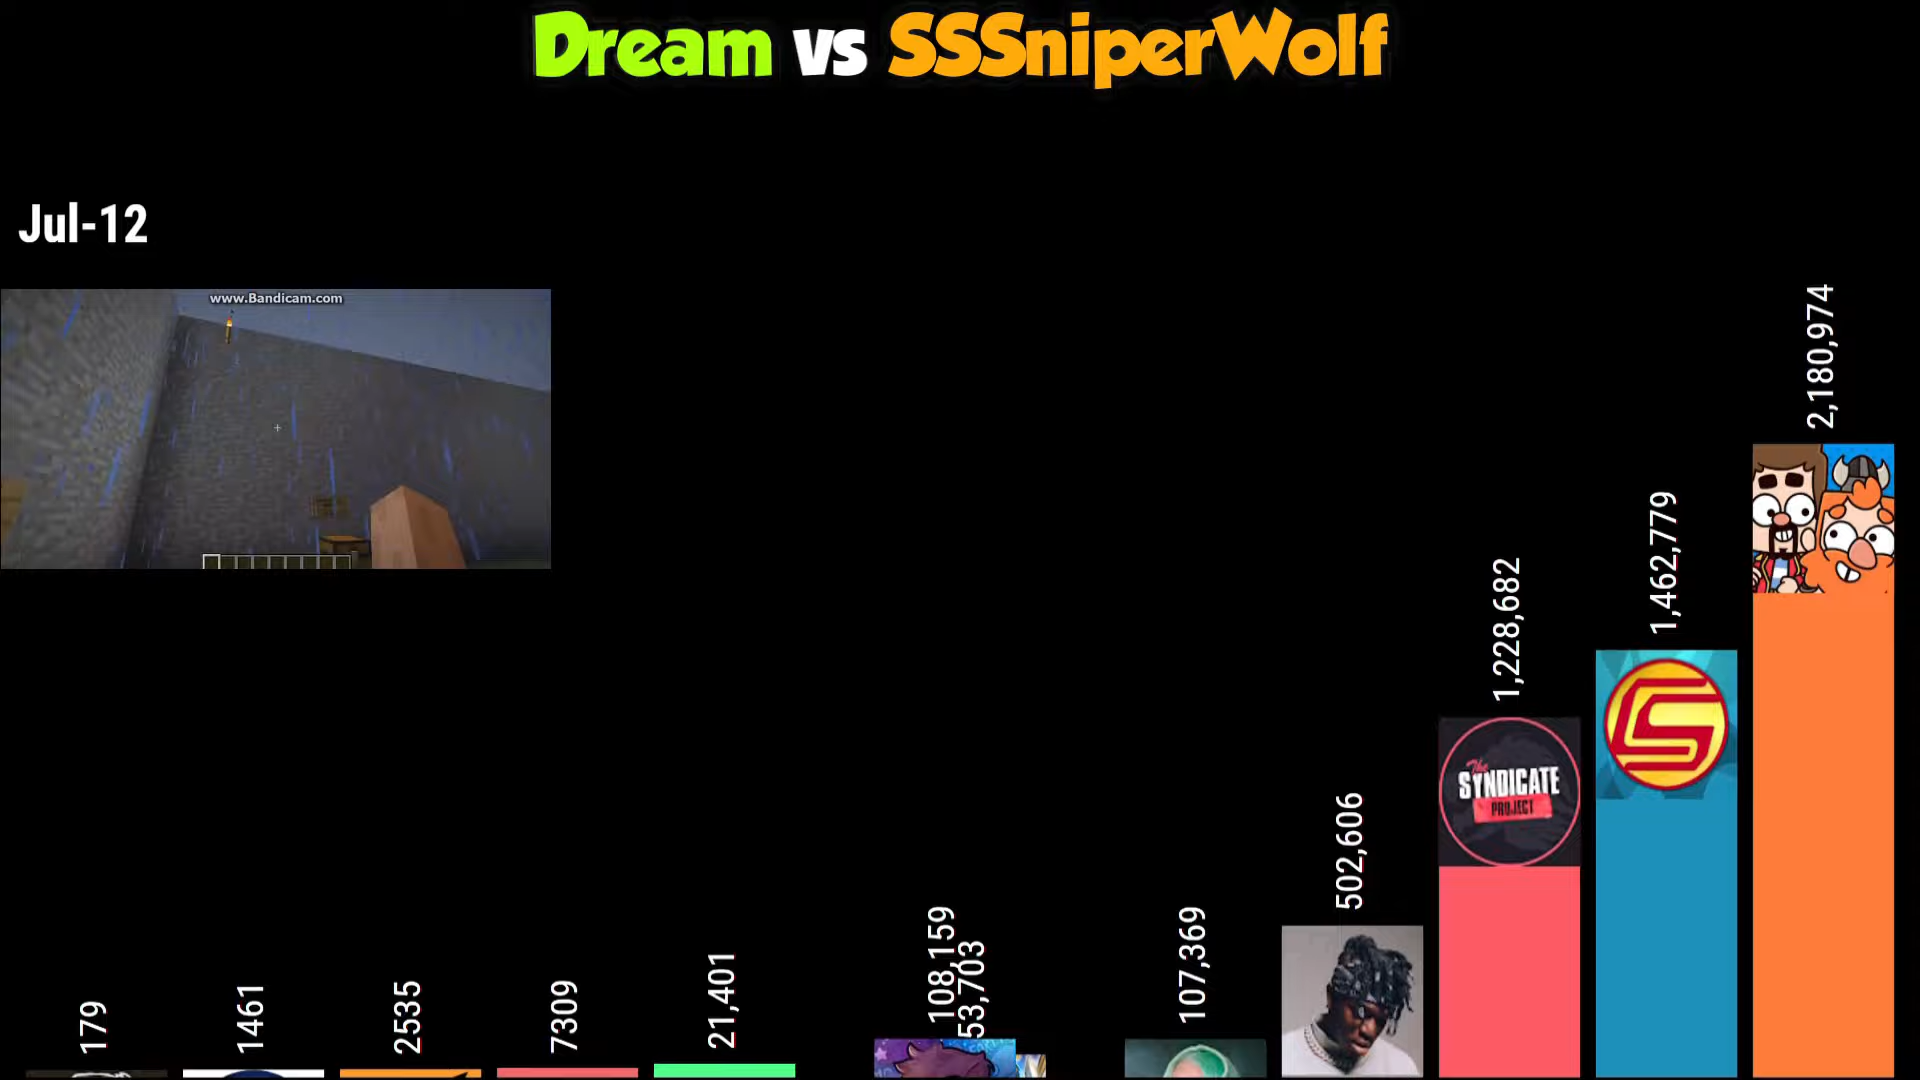 Dream vs SSSniperWolf
Jul-12
www.Bandicam.com
179
1461
2535
7309
21,401
108,159
53,703
107,369
502,606
1,228,682
1,462,779
2,180,974
The
SYNDICATE
PROJECT